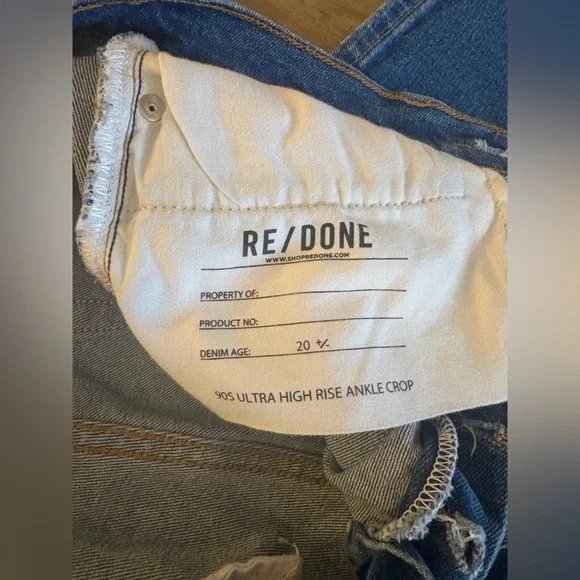 RE/DONE
WWW.SHOPREDONE.COM
PROPERTY OF:
PRODUCT NO:
DENIM AGE: 20 +/-
90S ULTRA HIGH RISE ANKLE CROP